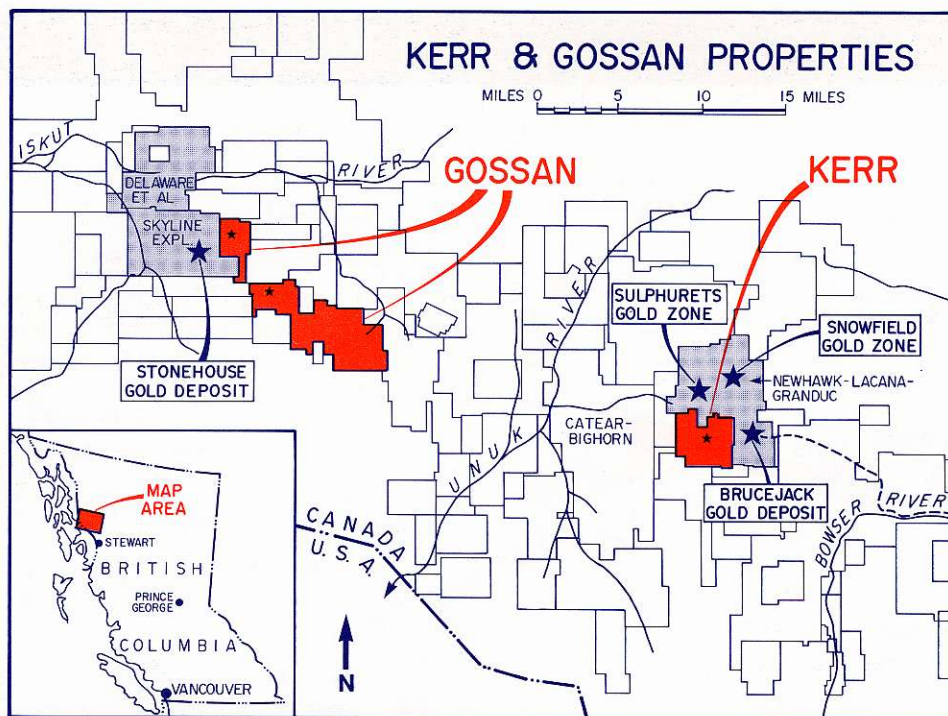 KERR & GOSSAN PROPERTIES
MILES 0 5 10 15 MILES
ISKUT
RIVER
DELAWARE
ET AL
GOSSAN
KERR
SKYLINE
EXPL.
RIVER
SULPHURETS
GOLD ZONE
SNOWFIELD
GOLD ZONE
STONEHOUSE
GOLD DEPOSIT
NEWHAWK-LACANA-
GRANDUC
CATEAR-
BIGHORN
UNUK
BRUCEJACK
GOLD DEPOSIT
RIVER
BOWSER
MAP
AREA
CANADA
U.S.A.
STEWART
BRITISH
PRINCE
GEORGE
COLUMBIA
N
VANCOUVER